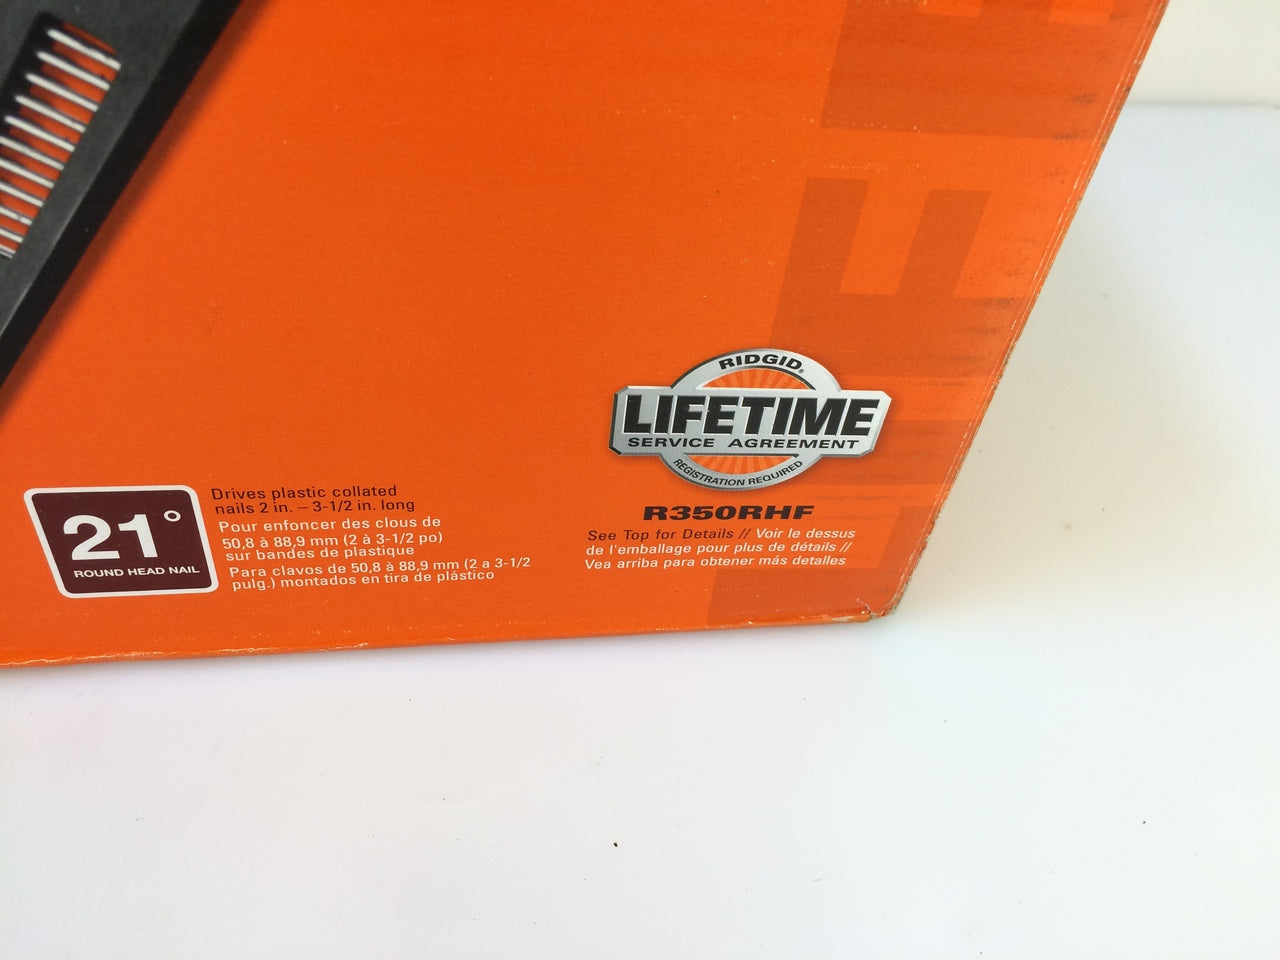 RIDGID®
LIFETIME
SERVICE AGREEMENT
REGISTRATION REQUIRED
R350RHF
See Top for Details // Voir le dessus
de l'emballage pour plus de détails //
Vea arriba para obtener más detalles
21°
ROUND HEAD NAIL
Drives plastic collated
nails 2 in. – 3-1/2 in. long
Pour enfoncer des clous de
50,8 à 88,9 mm (2 à 3-1/2 po)
sur bandes de plastique
Para clavos de 50,8 à 88,9 mm (2 a 3-1/2
pulg.) montados en tira de plástico